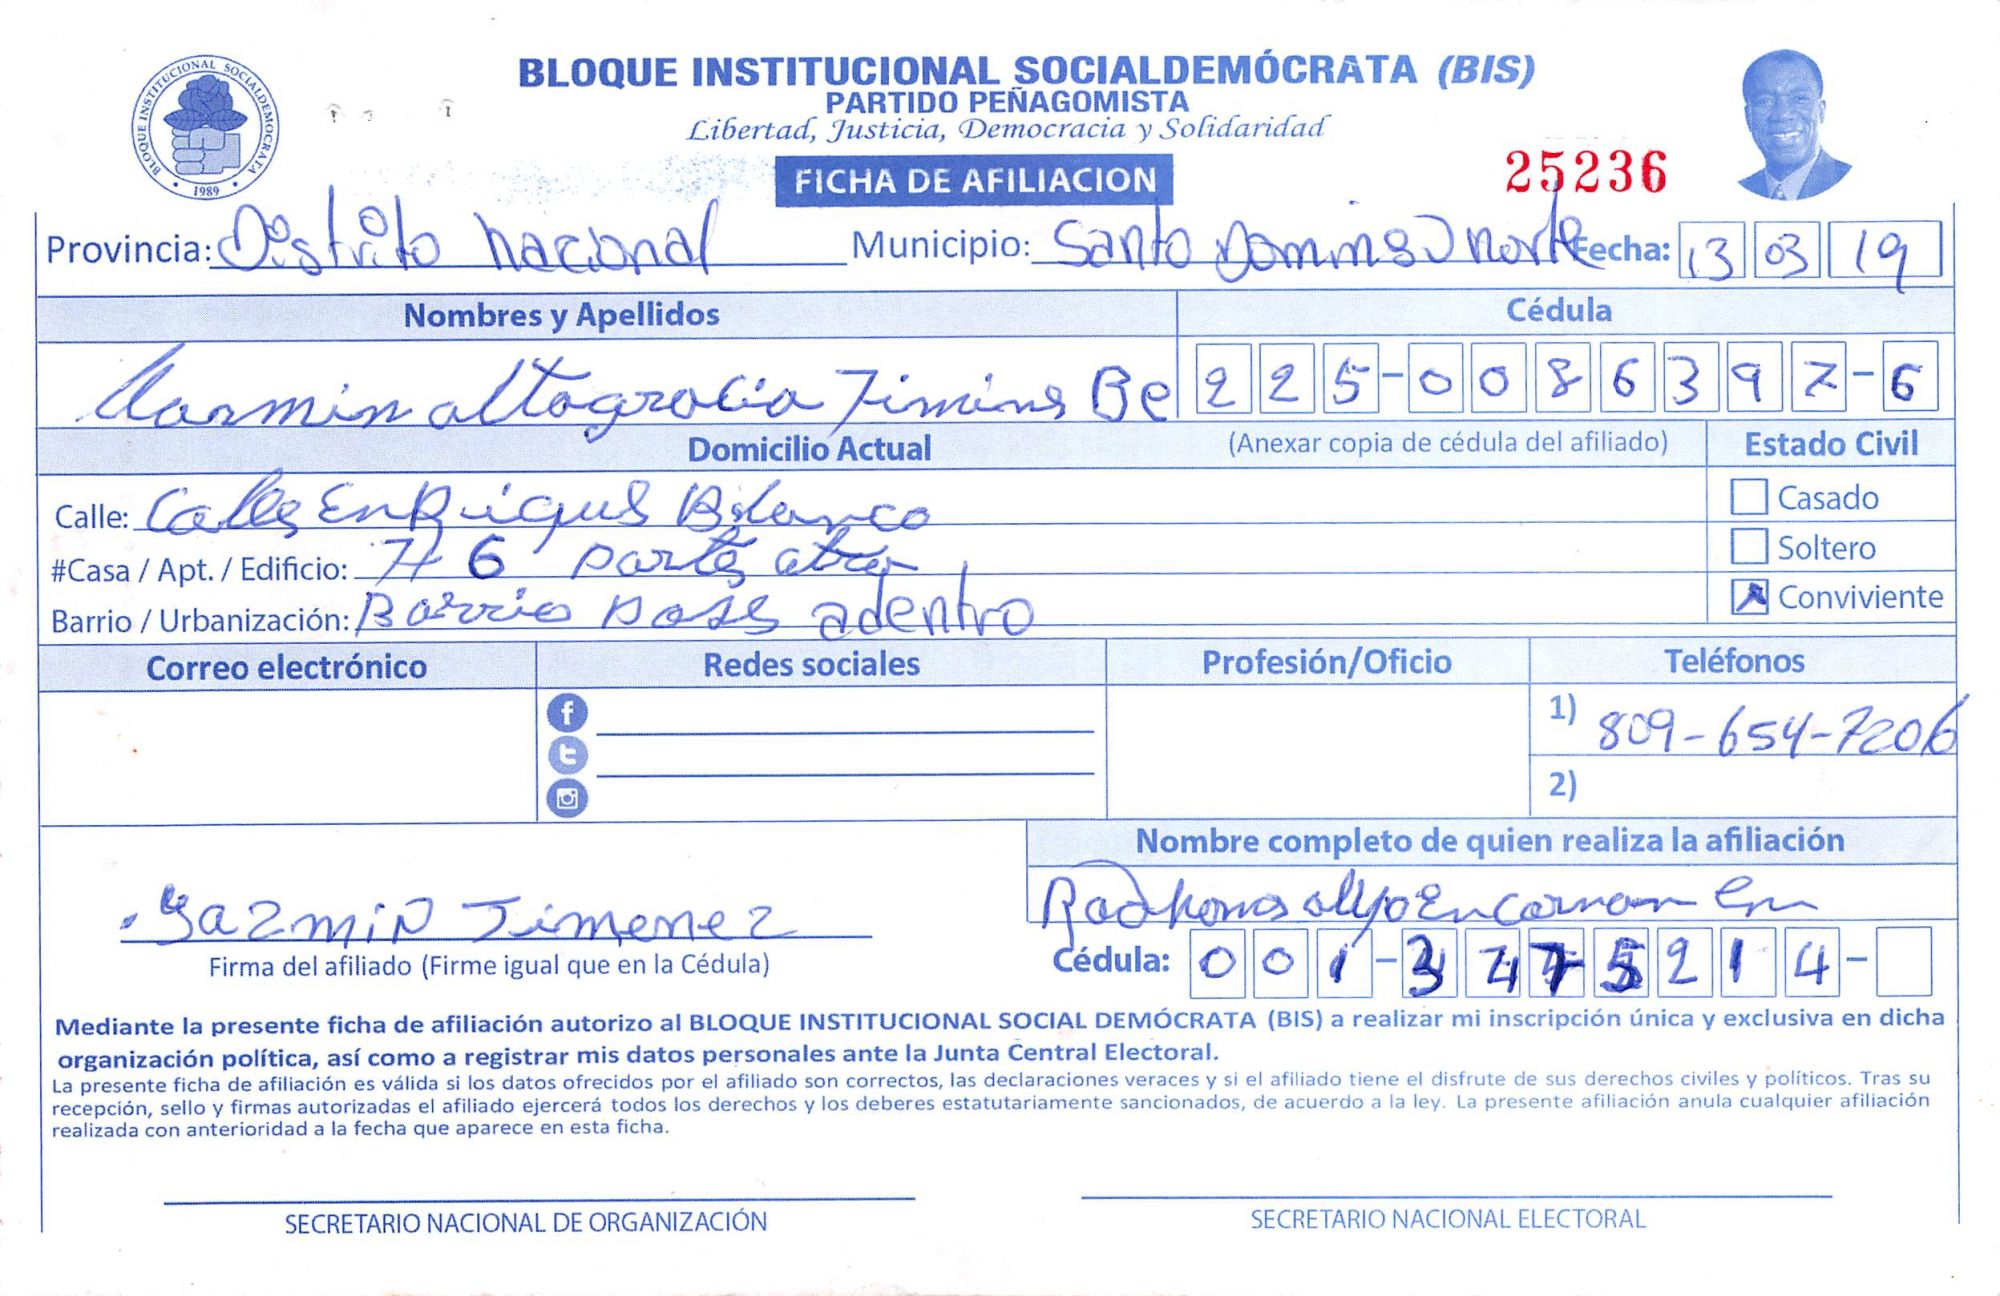 BLOQUE INSTITUCIONAL SOCIALDEMÓCRATA (BIS)
PARTIDO PEÑAGOMISTA
Libertad, Justicia, Democracia y Solidaridad
BLOQUE INSTITUCIONAL SOCIALDEMOCRATA
1989
FICHA DE AFILIACION
25236
Provincia: Distrito nacional Municipio: Santo Domingo norte Fecha: 13 03 19
Nombres y Apellidos Cédula
altagracia Be 225-0086397-6
Domicilio Actual (Anexar copia de cédula del afiliado) Estado Civil
Calle: Calle EnRique Blanco Casado
#Casa / Apt. / Edificio: # 6 parte atra Soltero
Barrio / Urbanización: Barrio adentro Conviviente
Correo electrónico Redes sociales Profesión/Oficio Teléfonos
1) 809-654-7206
2)
Nombre completo de quien realiza la afiliación
Encarnacion
Yazmin Jimenez
Firma del afiliado (Firme igual que en la Cédula) Cédula: 001- 214-
Mediante la presente ficha de afiliación autorizo al BLOQUE INSTITUCIONAL SOCIAL DEMÓCRATA (BIS) a realizar mi inscripción única y exclusiva en dicha
organización política, así como a registrar mis datos personales ante la Junta Central Electoral.
La presente ficha de afiliación es válida si los datos ofrecidos por el afiliado son correctos, las declaraciones veraces y si el afiliado tiene el disfrute de sus derechos civiles y políticos. Tras su
recepción, sello y firmas autorizadas el afiliado ejercerá todos los derechos y los deberes estatutariamente sancionados, de acuerdo a la ley. La presente afiliación anula cualquier afiliación
realizada con anterioridad a la fecha que aparece en esta ficha.
SECRETARIO NACIONAL DE ORGANIZACIÓN SECRETARIO NACIONAL ELECTORAL